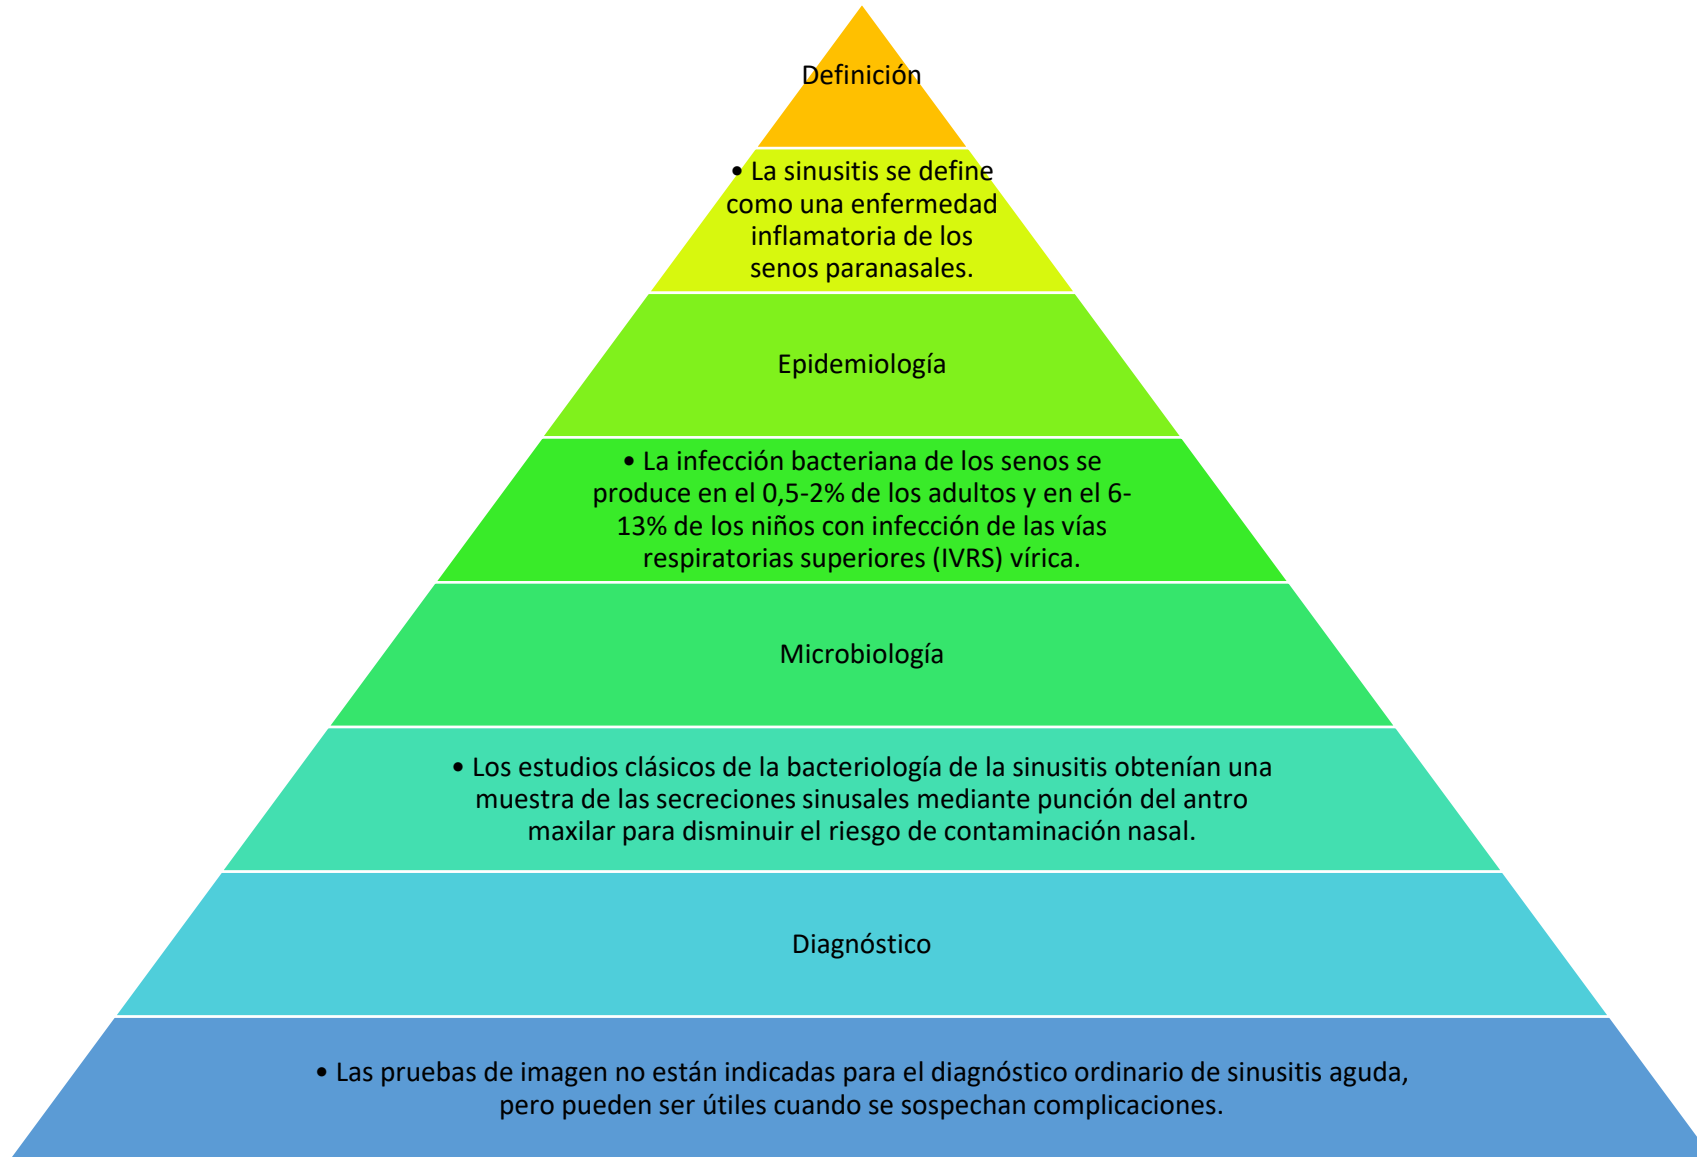 Definición
• La sinusitis se define
como una enfermedad
inflamatoria de los
senos paranasales.
Epidemiología
• La infección bacteriana de los senos se
produce en el 0,5-2% de los adultos y en el 6-
13% de los niños con infección de las vías
respiratorias superiores (IVRS) vírica.
Microbiología
• Los estudios clásicos de la bacteriología de la sinusitis obtenían una
muestra de las secreciones sinusales mediante punción del antro
maxilar para disminuir el riesgo de contaminación nasal.
Diagnóstico
• Las pruebas de imagen no están indicadas para el diagnóstico ordinario de sinusitis aguda,
pero pueden ser útiles cuando se sospechan complicaciones.